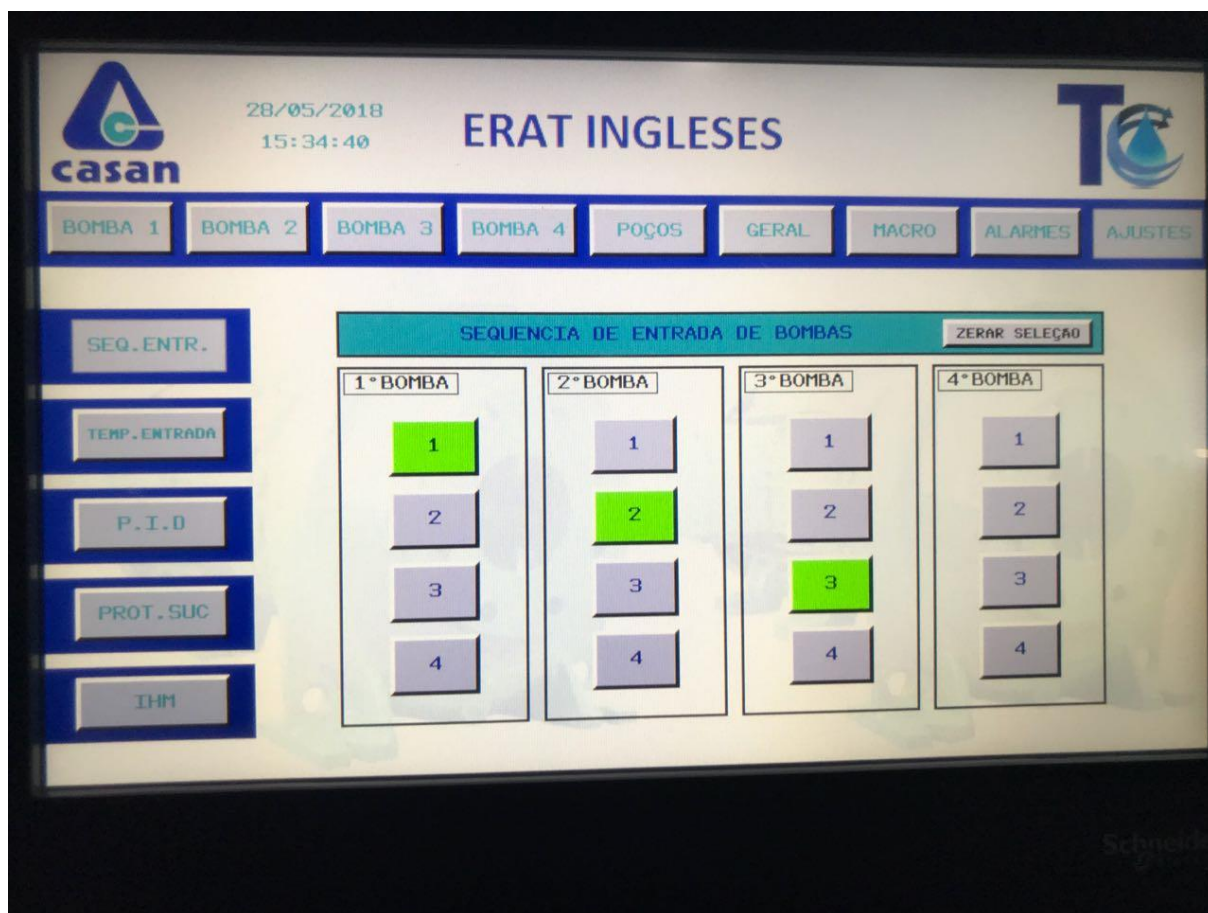 casan
28/05/2018
15:34:40
ERAT INGLESES
TC
BOMBA 1 BOMBA 2 BOMBA 3 BOMBA 4 POÇOS GERAL MACRO ALARMES AJUSTES
SEQ.ENTR.
TEMP.ENTRADA
P.I.D
PROT.SUC
IHM
SEQUENCIA DE ENTRADA DE BOMBAS ZERAR SELEÇÃO
1°BOMBA
1
2
3
4
2°BOMBA
1
2
3
4
3°BOMBA
1
2
3
4
4°BOMBA
1
2
3
4